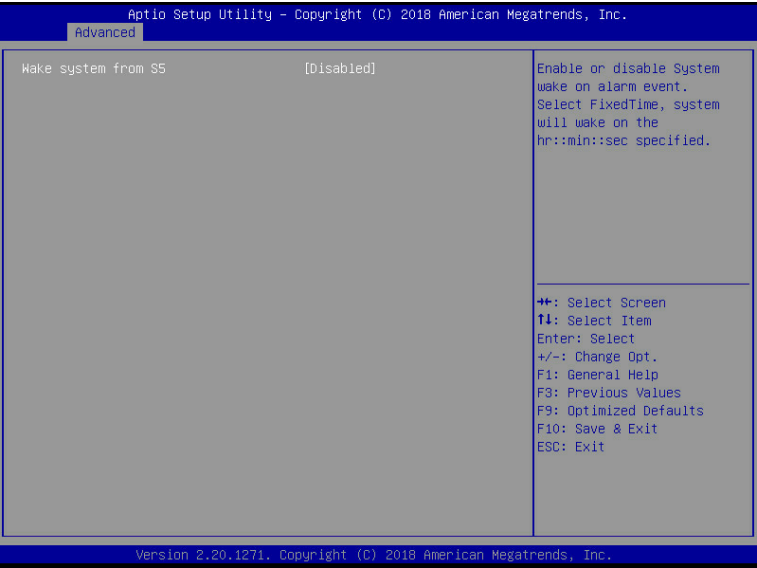 Aptio Setup Utility – Copyright (C) 2018 American Megatrends, Inc.
Advanced
Wake system from S5 [Disabled]
Enable or disable System
wake on alarm event.
Select FixedTime, system
will wake on the
hr::min::sec specified.
→←: Select Screen
↑↓: Select Item
Enter: Select
+/-: Change Opt.
F1: General Help
F3: Previous Values
F9: Optimized Defaults
F10: Save & Exit
ESC: Exit
Version 2.20.1271. Copyright (C) 2018 American Megatrends, Inc.